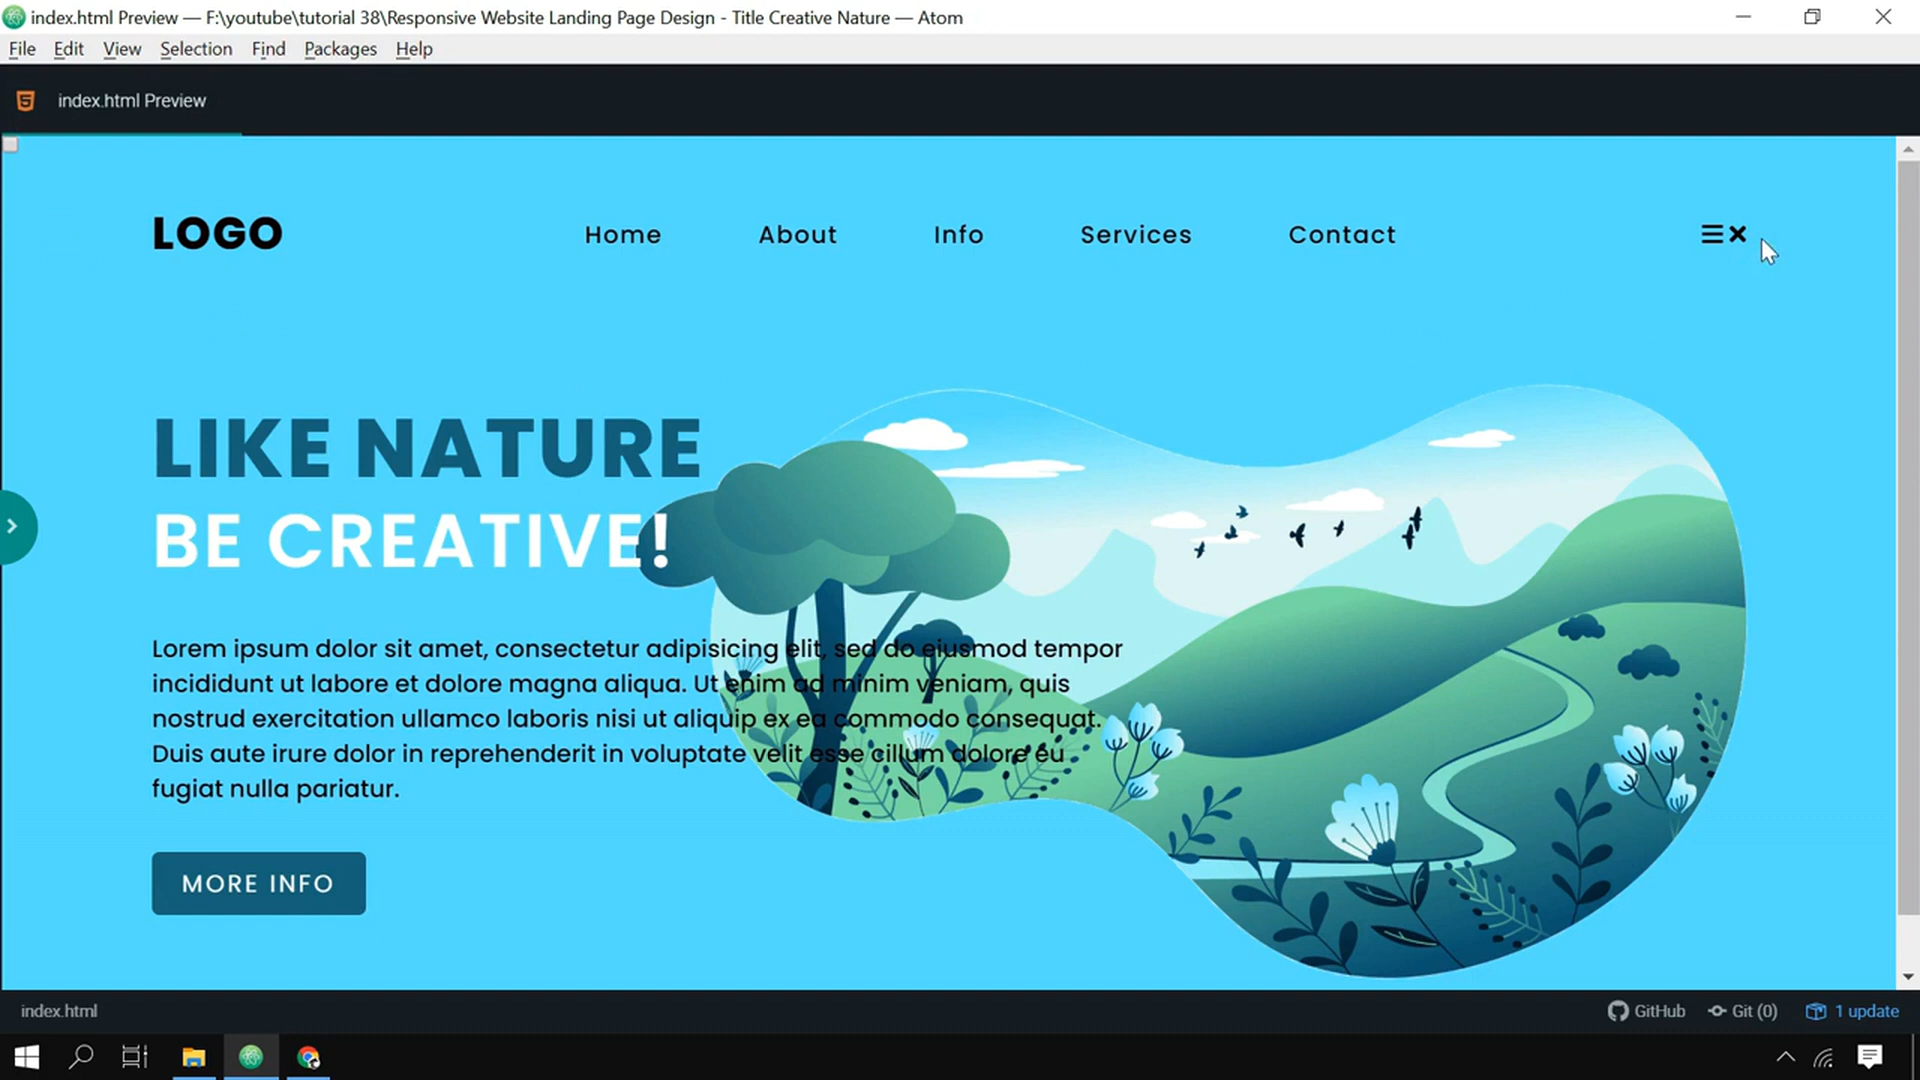 index.html Preview — F:\youtube\tutorial 38\Responsive Website Landing Page Design - Title Creative Nature — Atom
File Edit View Selection Find Packages Help
index.html Preview
LOGO Home About Info Services Contact
LIKE NATURE
BE CREATIVE!
Lorem ipsum dolor sit amet, consectetur adipisicing elit, sed do eiusmod tempor
incididunt ut labore et dolore magna aliqua. Ut enim ad minim veniam, quis
nostrud exercitation ullamco laboris nisi ut aliquip ex ea commodo consequat.
Duis aute irure dolor in reprehenderit in voluptate velit esse cillum dolore eu
fugiat nulla pariatur.
MORE INFO
index.html GitHub Git (0) 1 update